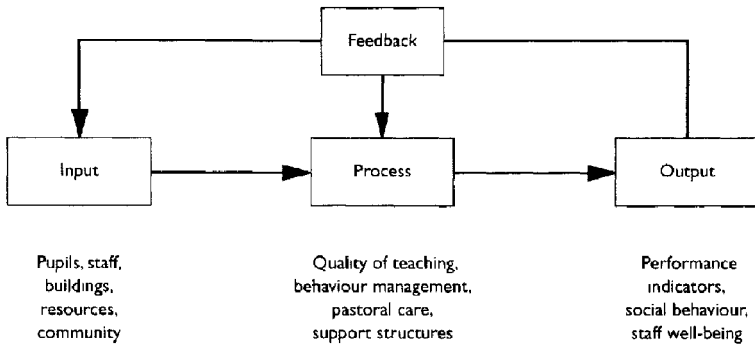 Feedback
Input
Process
Output
Pupils, staff,
buildings,
resources,
community
Quality of teaching,
behaviour management,
pastoral care,
support structures
Performance
indicators,
social behaviour,
staff well-being